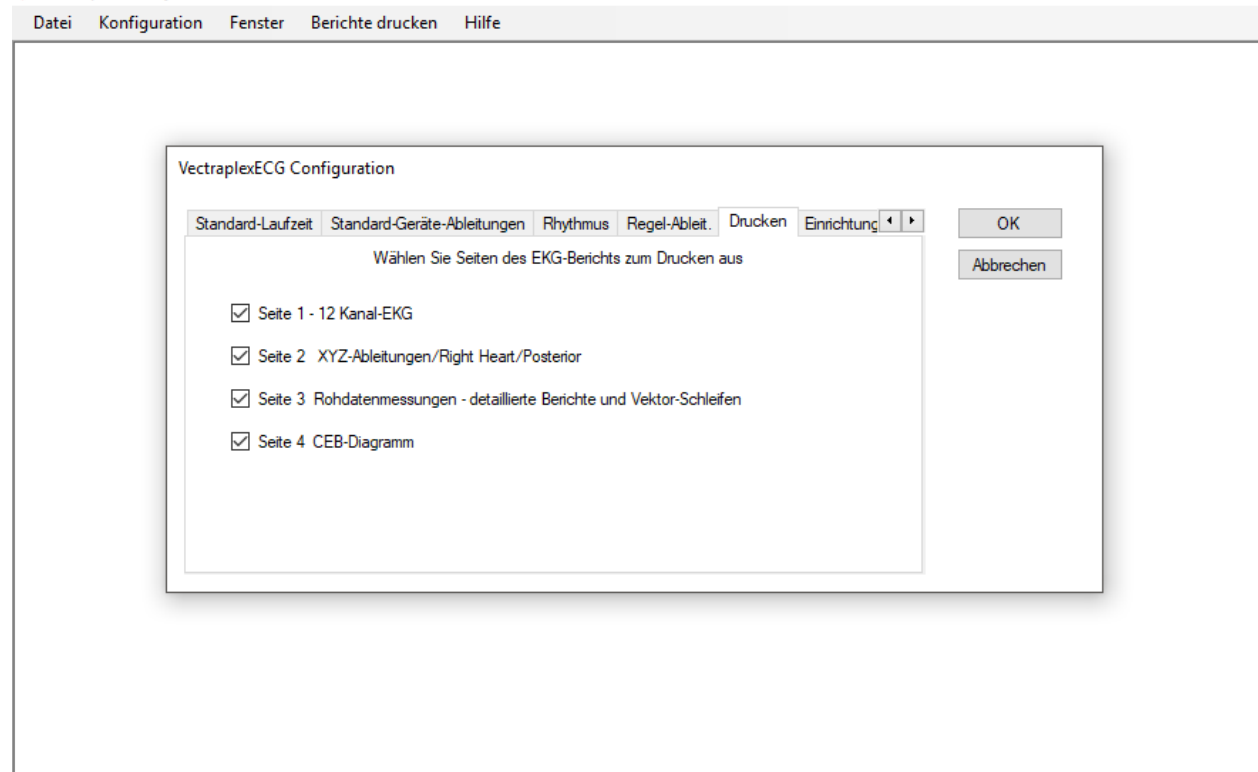 Datei Konfiguration Fenster Berichte drucken Hilfe
VectraplexECG Configuration
Standard-Laufzeit Standard-Geräte-Ableitungen Rhythmus Regel-Ableit. Drucken Einrichtung
OK
Wählen Sie Seiten des EKG-Berichts zum Drucken aus
Abbrechen
Seite 1 - 12 Kanal-EKG
Seite 2 XYZ-Ableitungen/Right Heart/Posterior
Seite 3 Rohdatenmessungen - detaillierte Berichte und Vektor-Schleifen
Seite 4 CEB-Diagramm